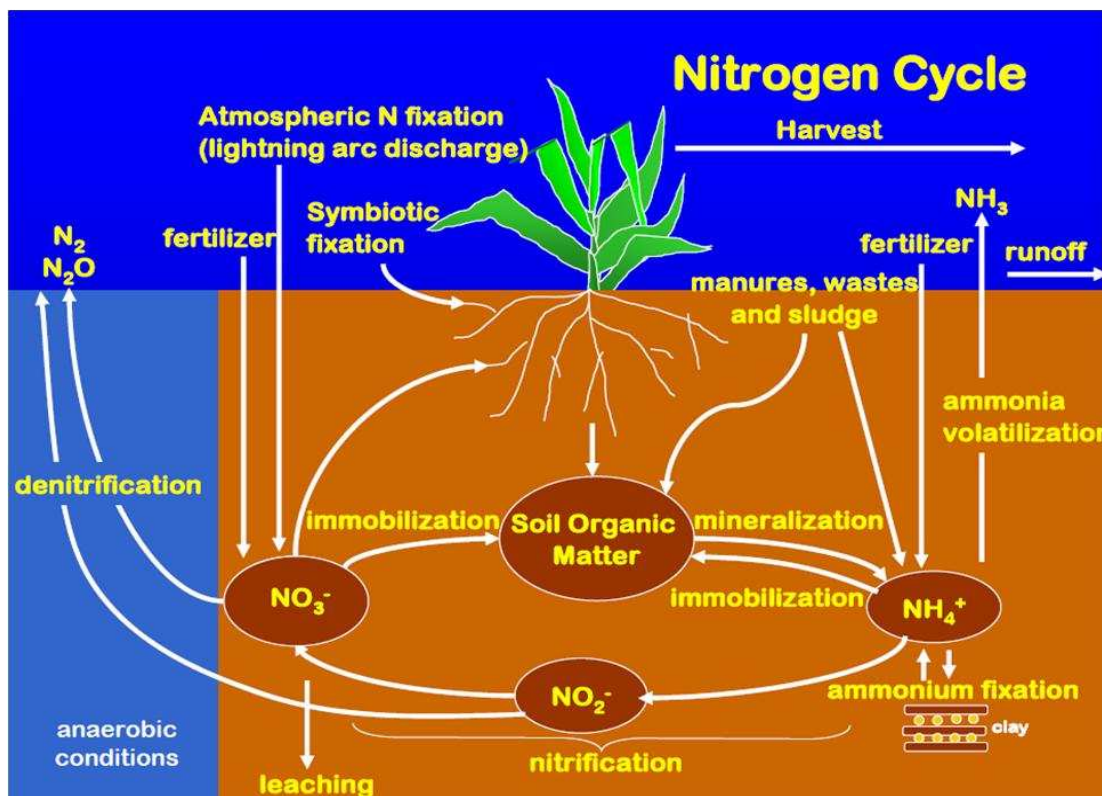 Nitrogen Cycle
Atmospheric N fixation
(lightning arc discharge)
Harvest
Symbiotic
fixation
NH₃
N₂
N₂O
fertilizer
fertilizer
runoff
manures, wastes
and sludge
ammonia
volatilization
denitrification
immobilization
Soil Organic
Matter
mineralization
immobilization
NO₃⁻
NH₄⁺
NO₂⁻
ammonium fixation
clay
anaerobic
conditions
nitrification
leaching